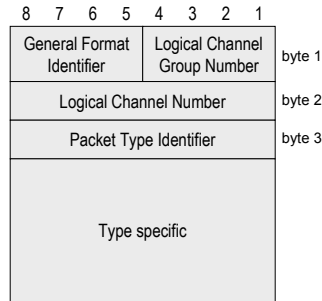 8 7 6 5 4 3 2 1
General Format Identifier
Logical Channel Group Number
byte 1
Logical Channel Number
byte 2
Packet Type Identifier
byte 3
Type specific